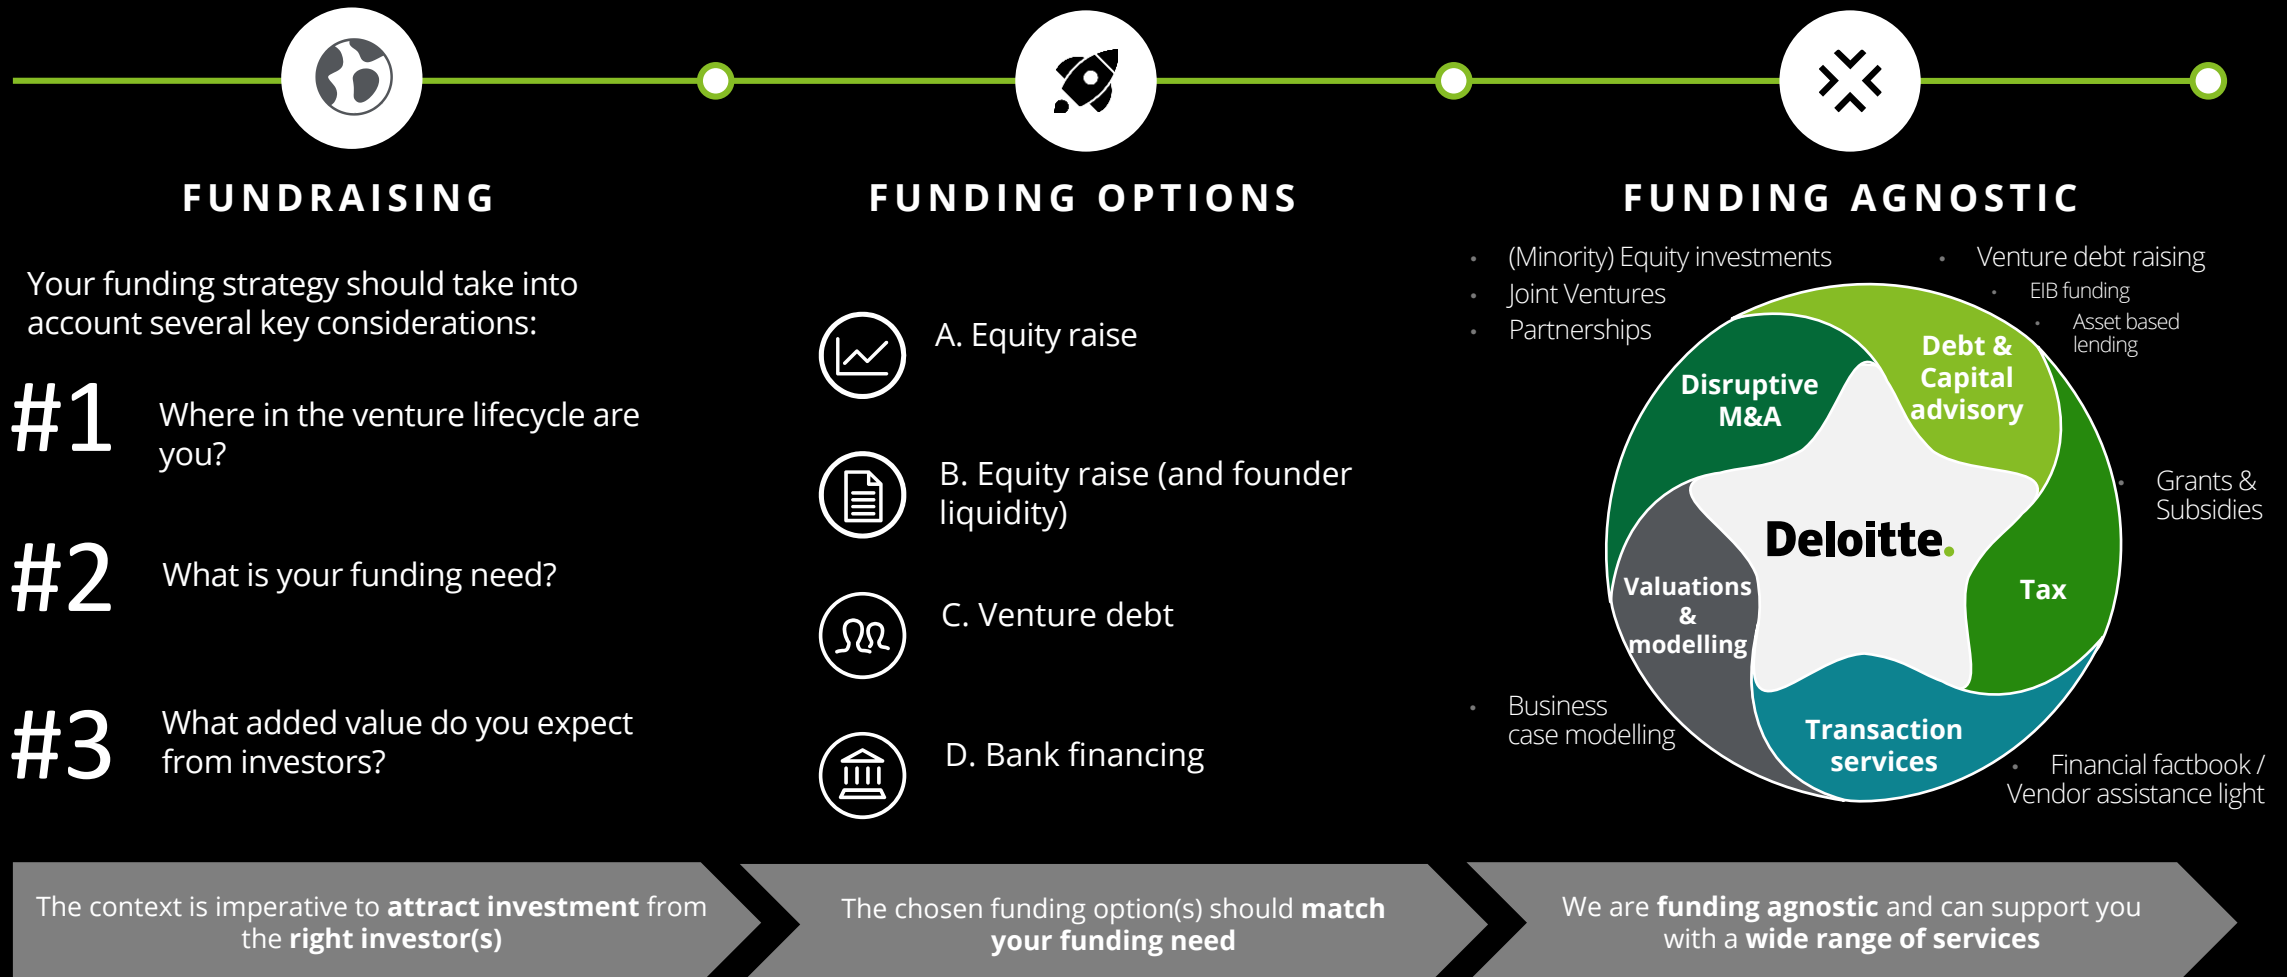 FUNDRAISING
Your funding strategy should take into
account several key considerations:
#1
Where in the venture lifecycle are
you?
#2
What is your funding need?
#3
What added value do you expect
from investors?
The context is imperative to attract investment from
the right investor(s)
FUNDING OPTIONS
A. Equity raise
B. Equity raise (and founder
liquidity)
C. Venture debt
D. Bank financing
The chosen funding option(s) should match
your funding need
FUNDING AGNOSTIC
• (Minority) Equity investments
• Joint Ventures
• Partnerships
• Venture debt raising
• EIB funding
• Asset based
lending
Disruptive
M&A
Debt &
Capital
advisory
• Grants &
Subsidies
Deloitte.
Valuations
&
modelling
Tax
• Business
case modelling
Transaction
services
• Financial factbook /
Vendor assistance light
We are funding agnostic and can support you
with a wide range of services